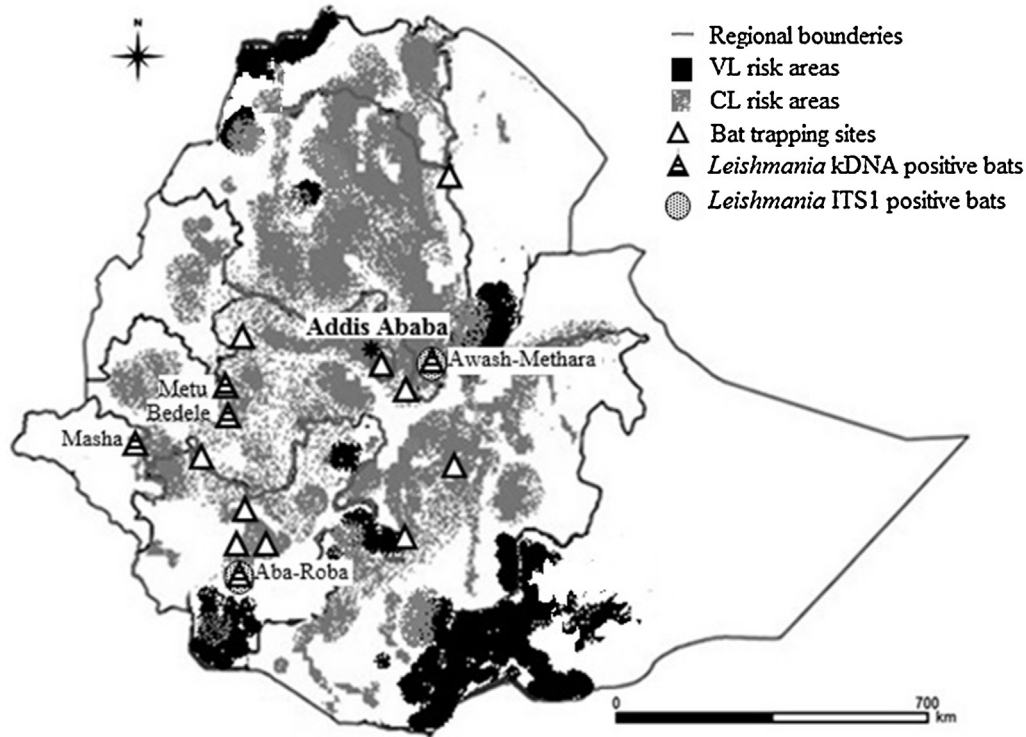 N
Regional bounderies
VL risk areas
CL risk areas
Bat trapping sites
Leishmania kDNA positive bats
Leishmania ITS1 positive bats
Addis Ababa
Awash-Methara
Metu
Bedele
Masha
Aba-Roba
0 700
km